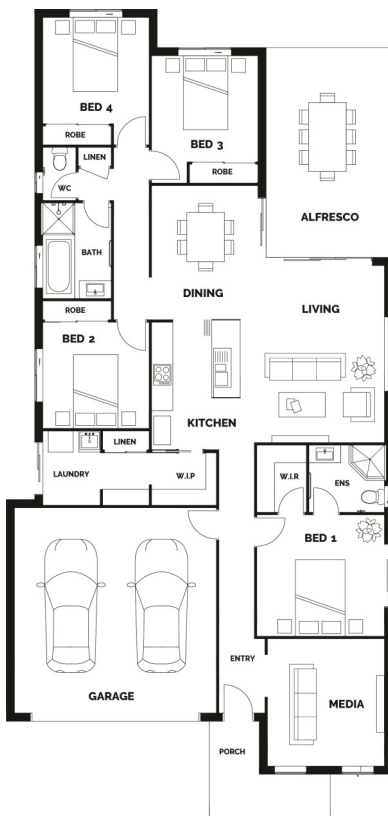 BED 4
ROBE
BED 3
ROBE
LINEN
WC
ALFRESCO
BATH
DINING
LIVING
ROBE
BED 2
KITCHEN
LINEN
LAUNDRY
W.I.P
W.I.R
ENS
BED 1
ENTRY
GARAGE
MEDIA
PORCH